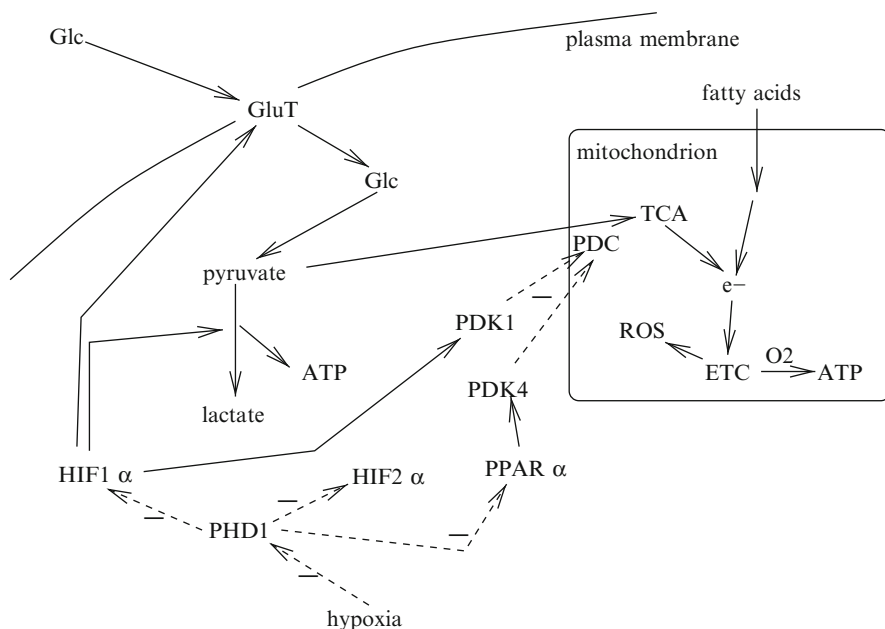 Glc
plasma membrane
GluT
fatty acids
mitochondrion
Glc
TCA
PDC
pyruvate
e−
PDK1
ROS
O2
ETC
ATP
ATP
PDK4
lactate
HIF1 α
HIF2 α
PPAR α
PHD1
hypoxia
−
−
−
−
−